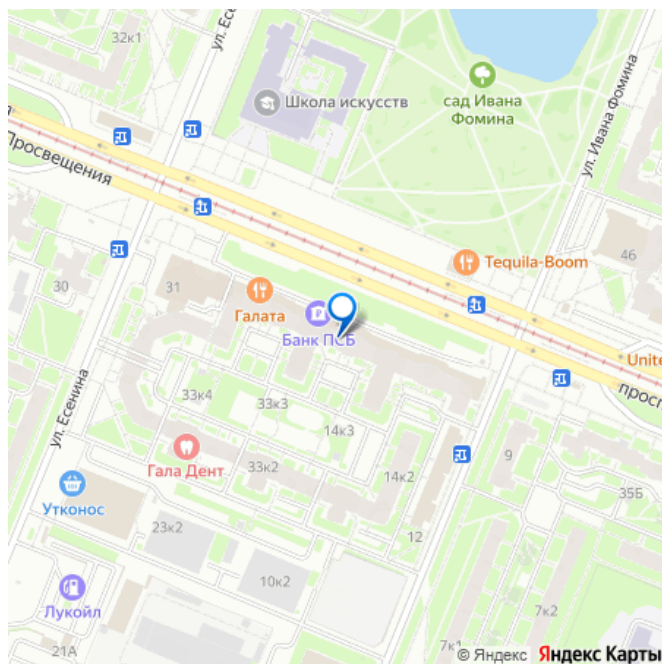 32к1
ул. Есенина
Школа искусств
сад Ивана
Фомина
ул. Ивана Фомина
Просвещения
Tequila-Boom
46
30
31
Галата
Банк ПСБ
Unite
просп
33к4
33к3
14к3
ул. Есенина
Гала Дент
33к2
14к2
9
35Б
Утконос
23к2
12
10к2
Лукойл
7к2
7к1
21А
© Яндекс Яндекс Карты